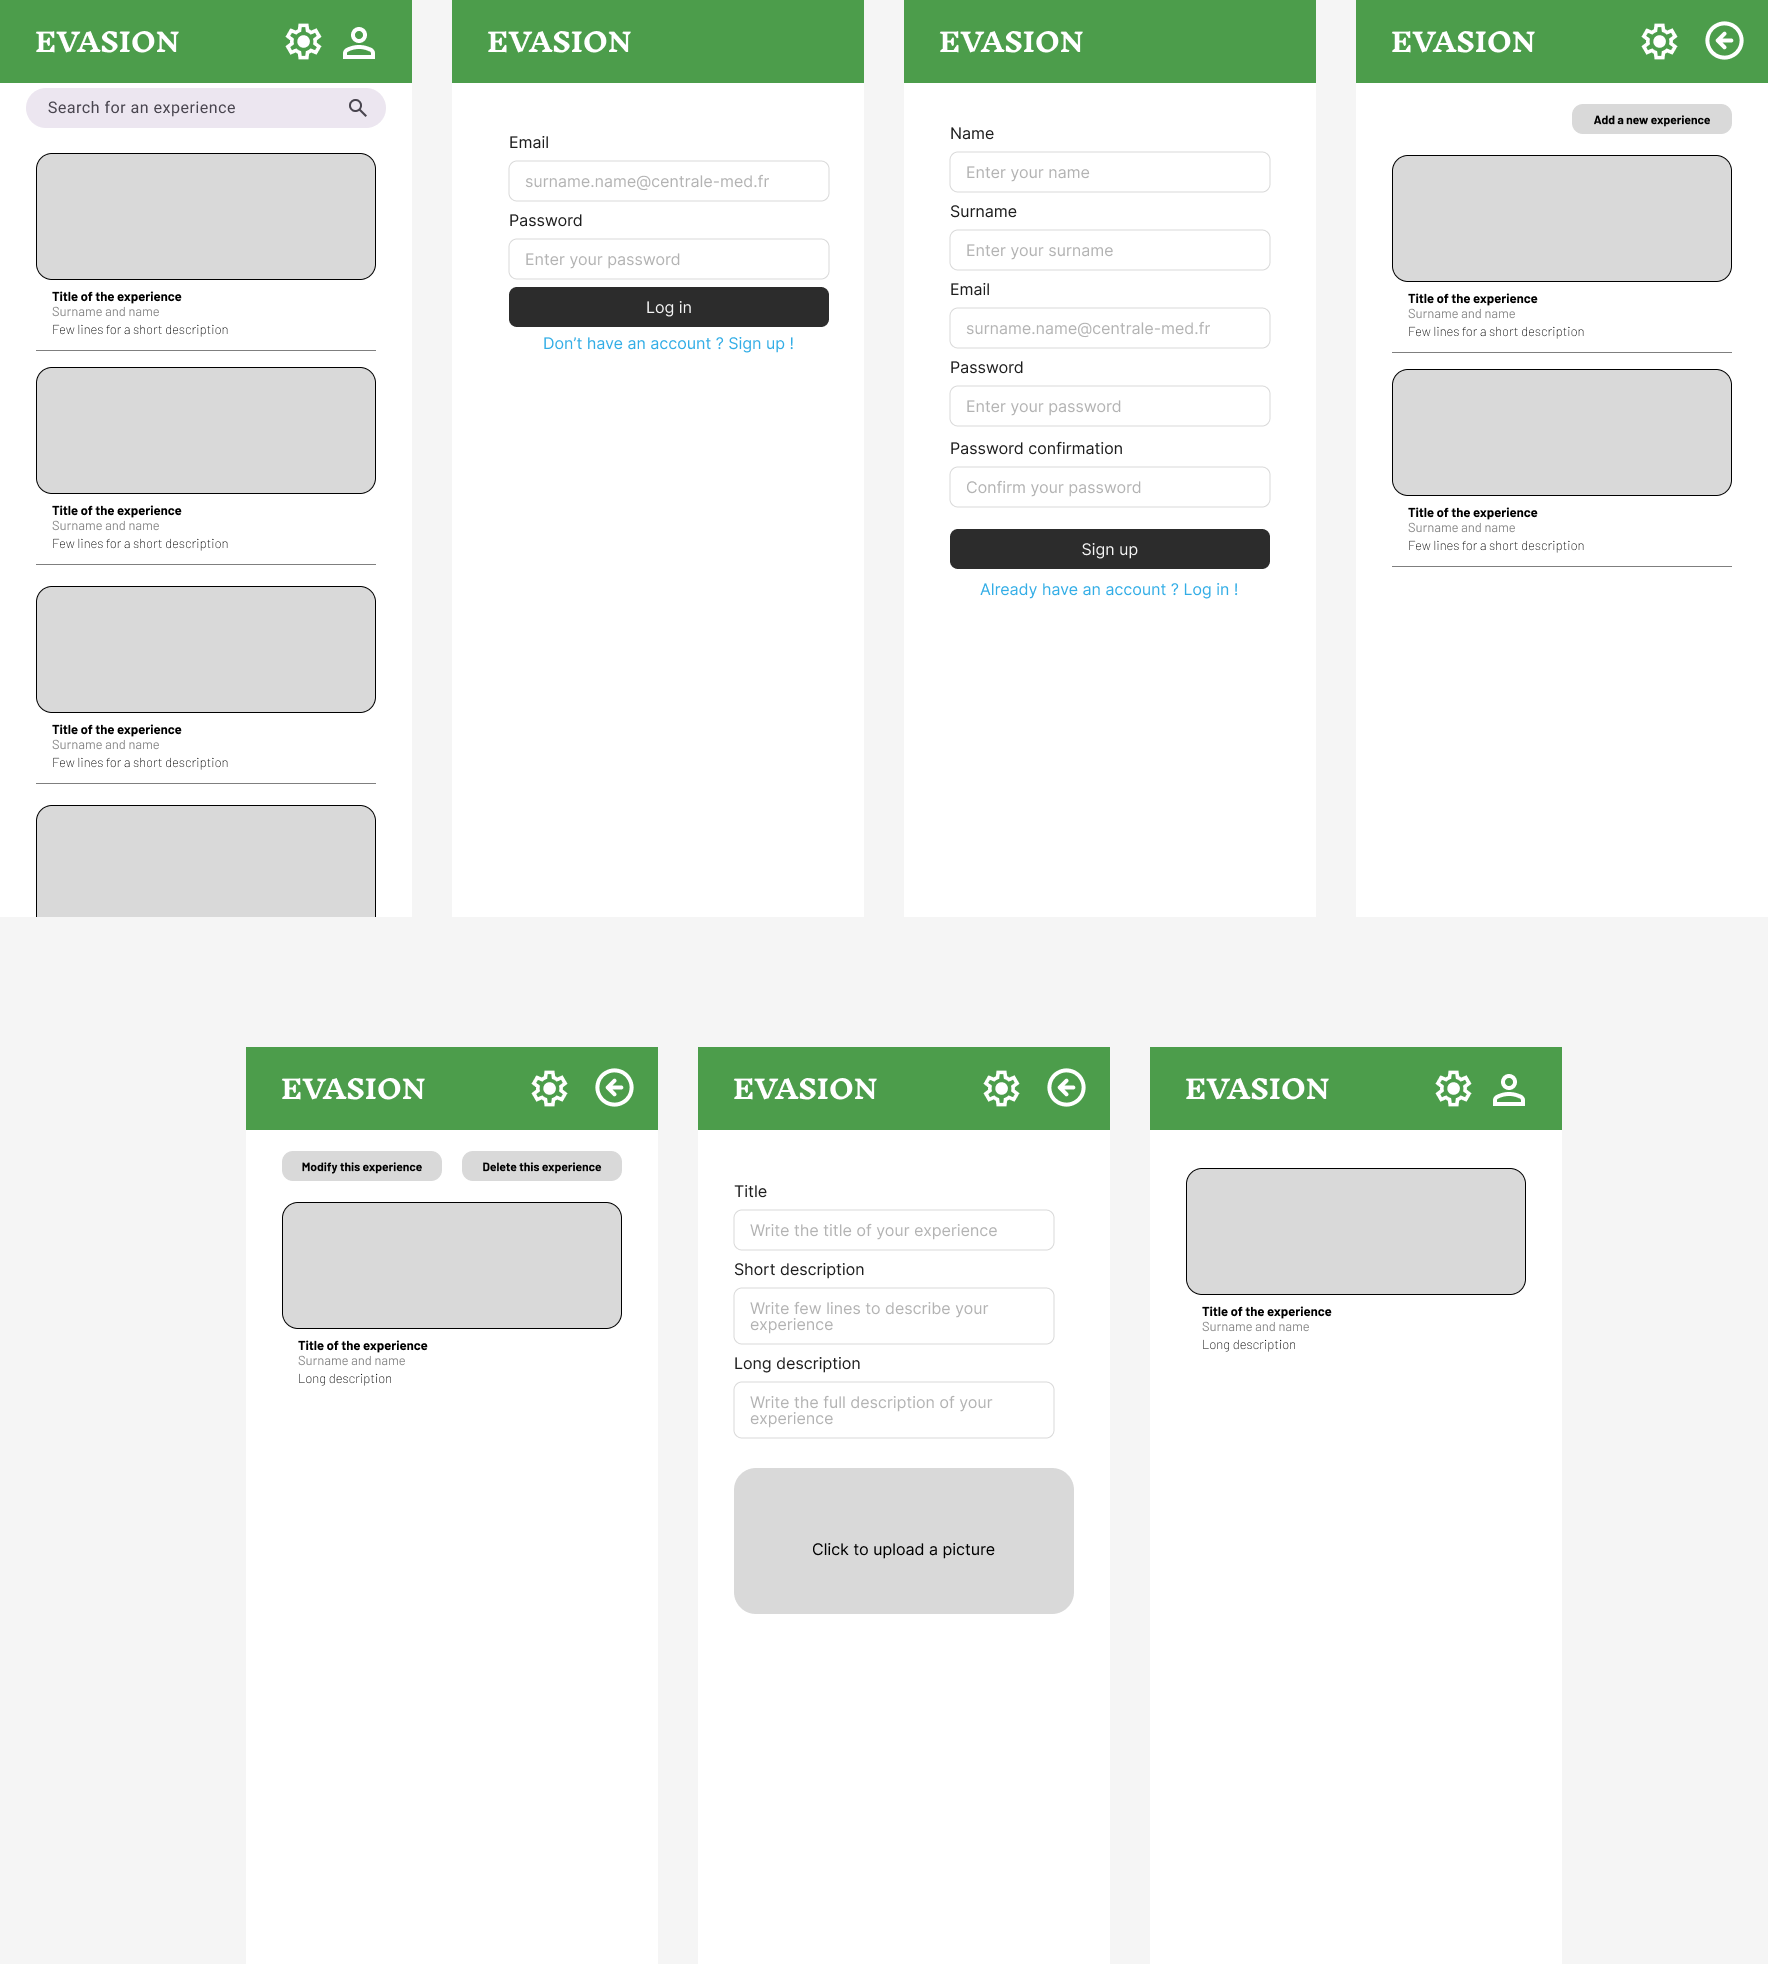 EVASION
Search for an experience
Title of the experience
Surname and name
Few lines for a short description
Title of the experience
Surname and name
Few lines for a short description
Title of the experience
Surname and name
Few lines for a short description
EVASION
Email
surname.name@centrale-med.fr
Password
Enter your password
Log in
Don't have an account ? Sign up !
EVASION
Name
Enter your name
Surname
Enter your surname
Email
surname.name@centrale-med.fr
Password
Enter your password
Password confirmation
Confirm your password
Sign up
Already have an account ? Log in !
EVASION
Add a new experience
Title of the experience
Surname and name
Few lines for a short description
Title of the experience
Surname and name
Few lines for a short description
EVASION
Modify this experience
Delete this experience
Title of the experience
Surname and name
Long description
EVASION
Title
Write the title of your experience
Short description
Write few lines to describe your
experience
Long description
Write the full description of your
experience
Click to upload a picture
EVASION
Title of the experience
Surname and name
Long description